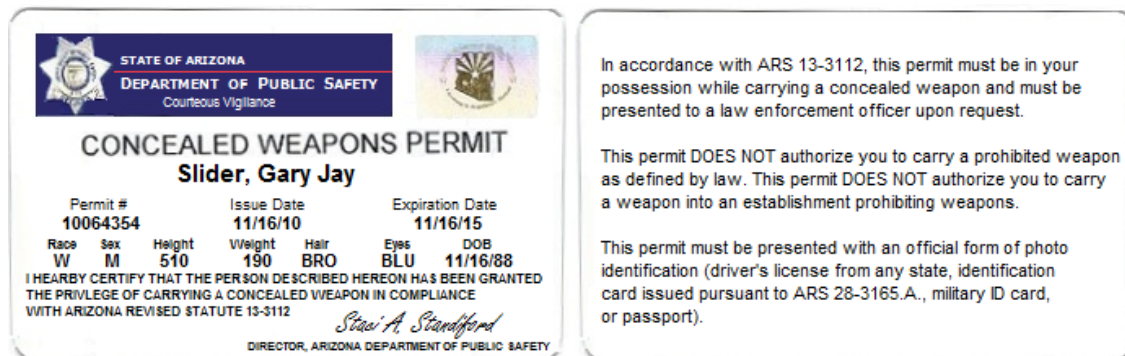 STATE OF ARIZONA
DEPARTMENT OF PUBLIC SAFETY
Courteous Vigilance
CONCEALED WEAPONS PERMIT
Slider, Gary Jay
Permit # Issue Date Expiration Date
10064354 11/16/10 11/16/15
Race Sex Height Weight Hair Eyes DOB
W M 510 190 BRO BLU 11/16/88
I HEARBY CERTIFY THAT THE PERSON DESCRIBED HEREON HAS BEEN GRANTED
THE PRIVLEGE OF CARRYING A CONCEALED WEAPON IN COMPLIANCE
WITH ARIZONA REVISED STATUTE 13-3112
Staci A. Standiford
DIRECTOR, ARIZONA DEPARTMENT OF PUBLIC SAFETY
In accordance with ARS 13-3112, this permit must be in your
possession while carrying a concealed weapon and must be
presented to a law enforcement officer upon request.
This permit DOES NOT authorize you to carry a prohibited weapon
as defined by law. This permit DOES NOT authorize you to carry
a weapon into an establishment prohibiting weapons.
This permit must be presented with an official form of photo
identification (driver's license from any state, identification
card issued pursuant to ARS 28-3165.A., military ID card,
or passport).